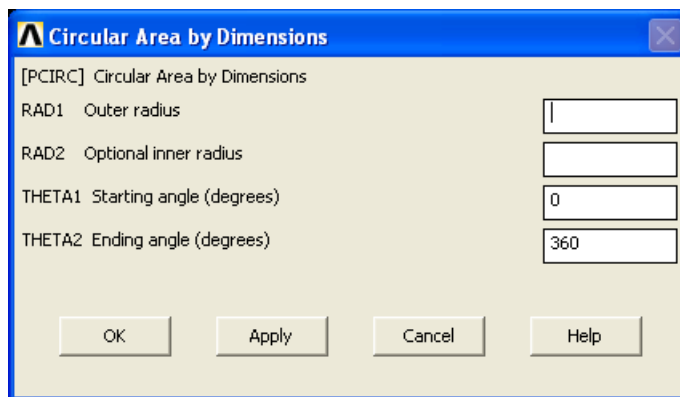 Circular Area by Dimensions
[PCIRC] Circular Area by Dimensions
RAD1 Outer radius
RAD2 Optional inner radius
THETA1 Starting angle (degrees) 0
THETA2 Ending angle (degrees) 360
OK Apply Cancel Help